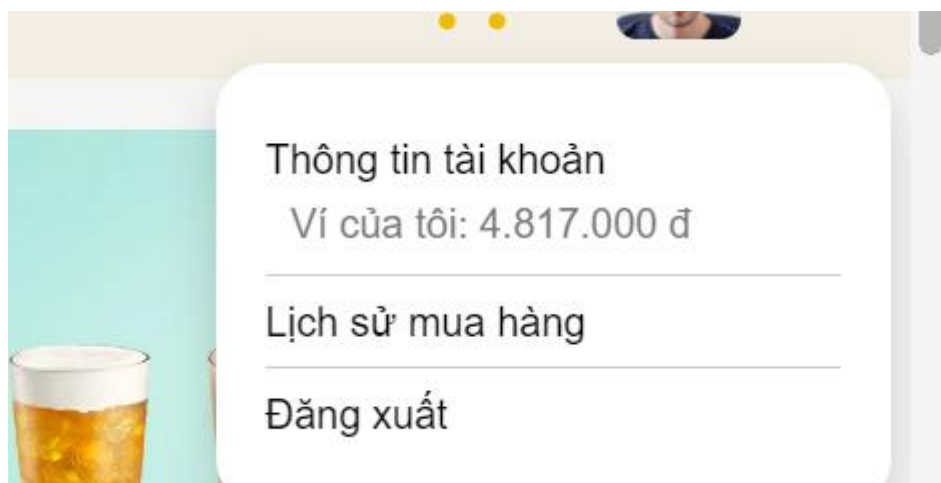 Thông tin tài khoản
Ví của tôi: 4.817.000 đ
Lịch sử mua hàng
Đăng xuất